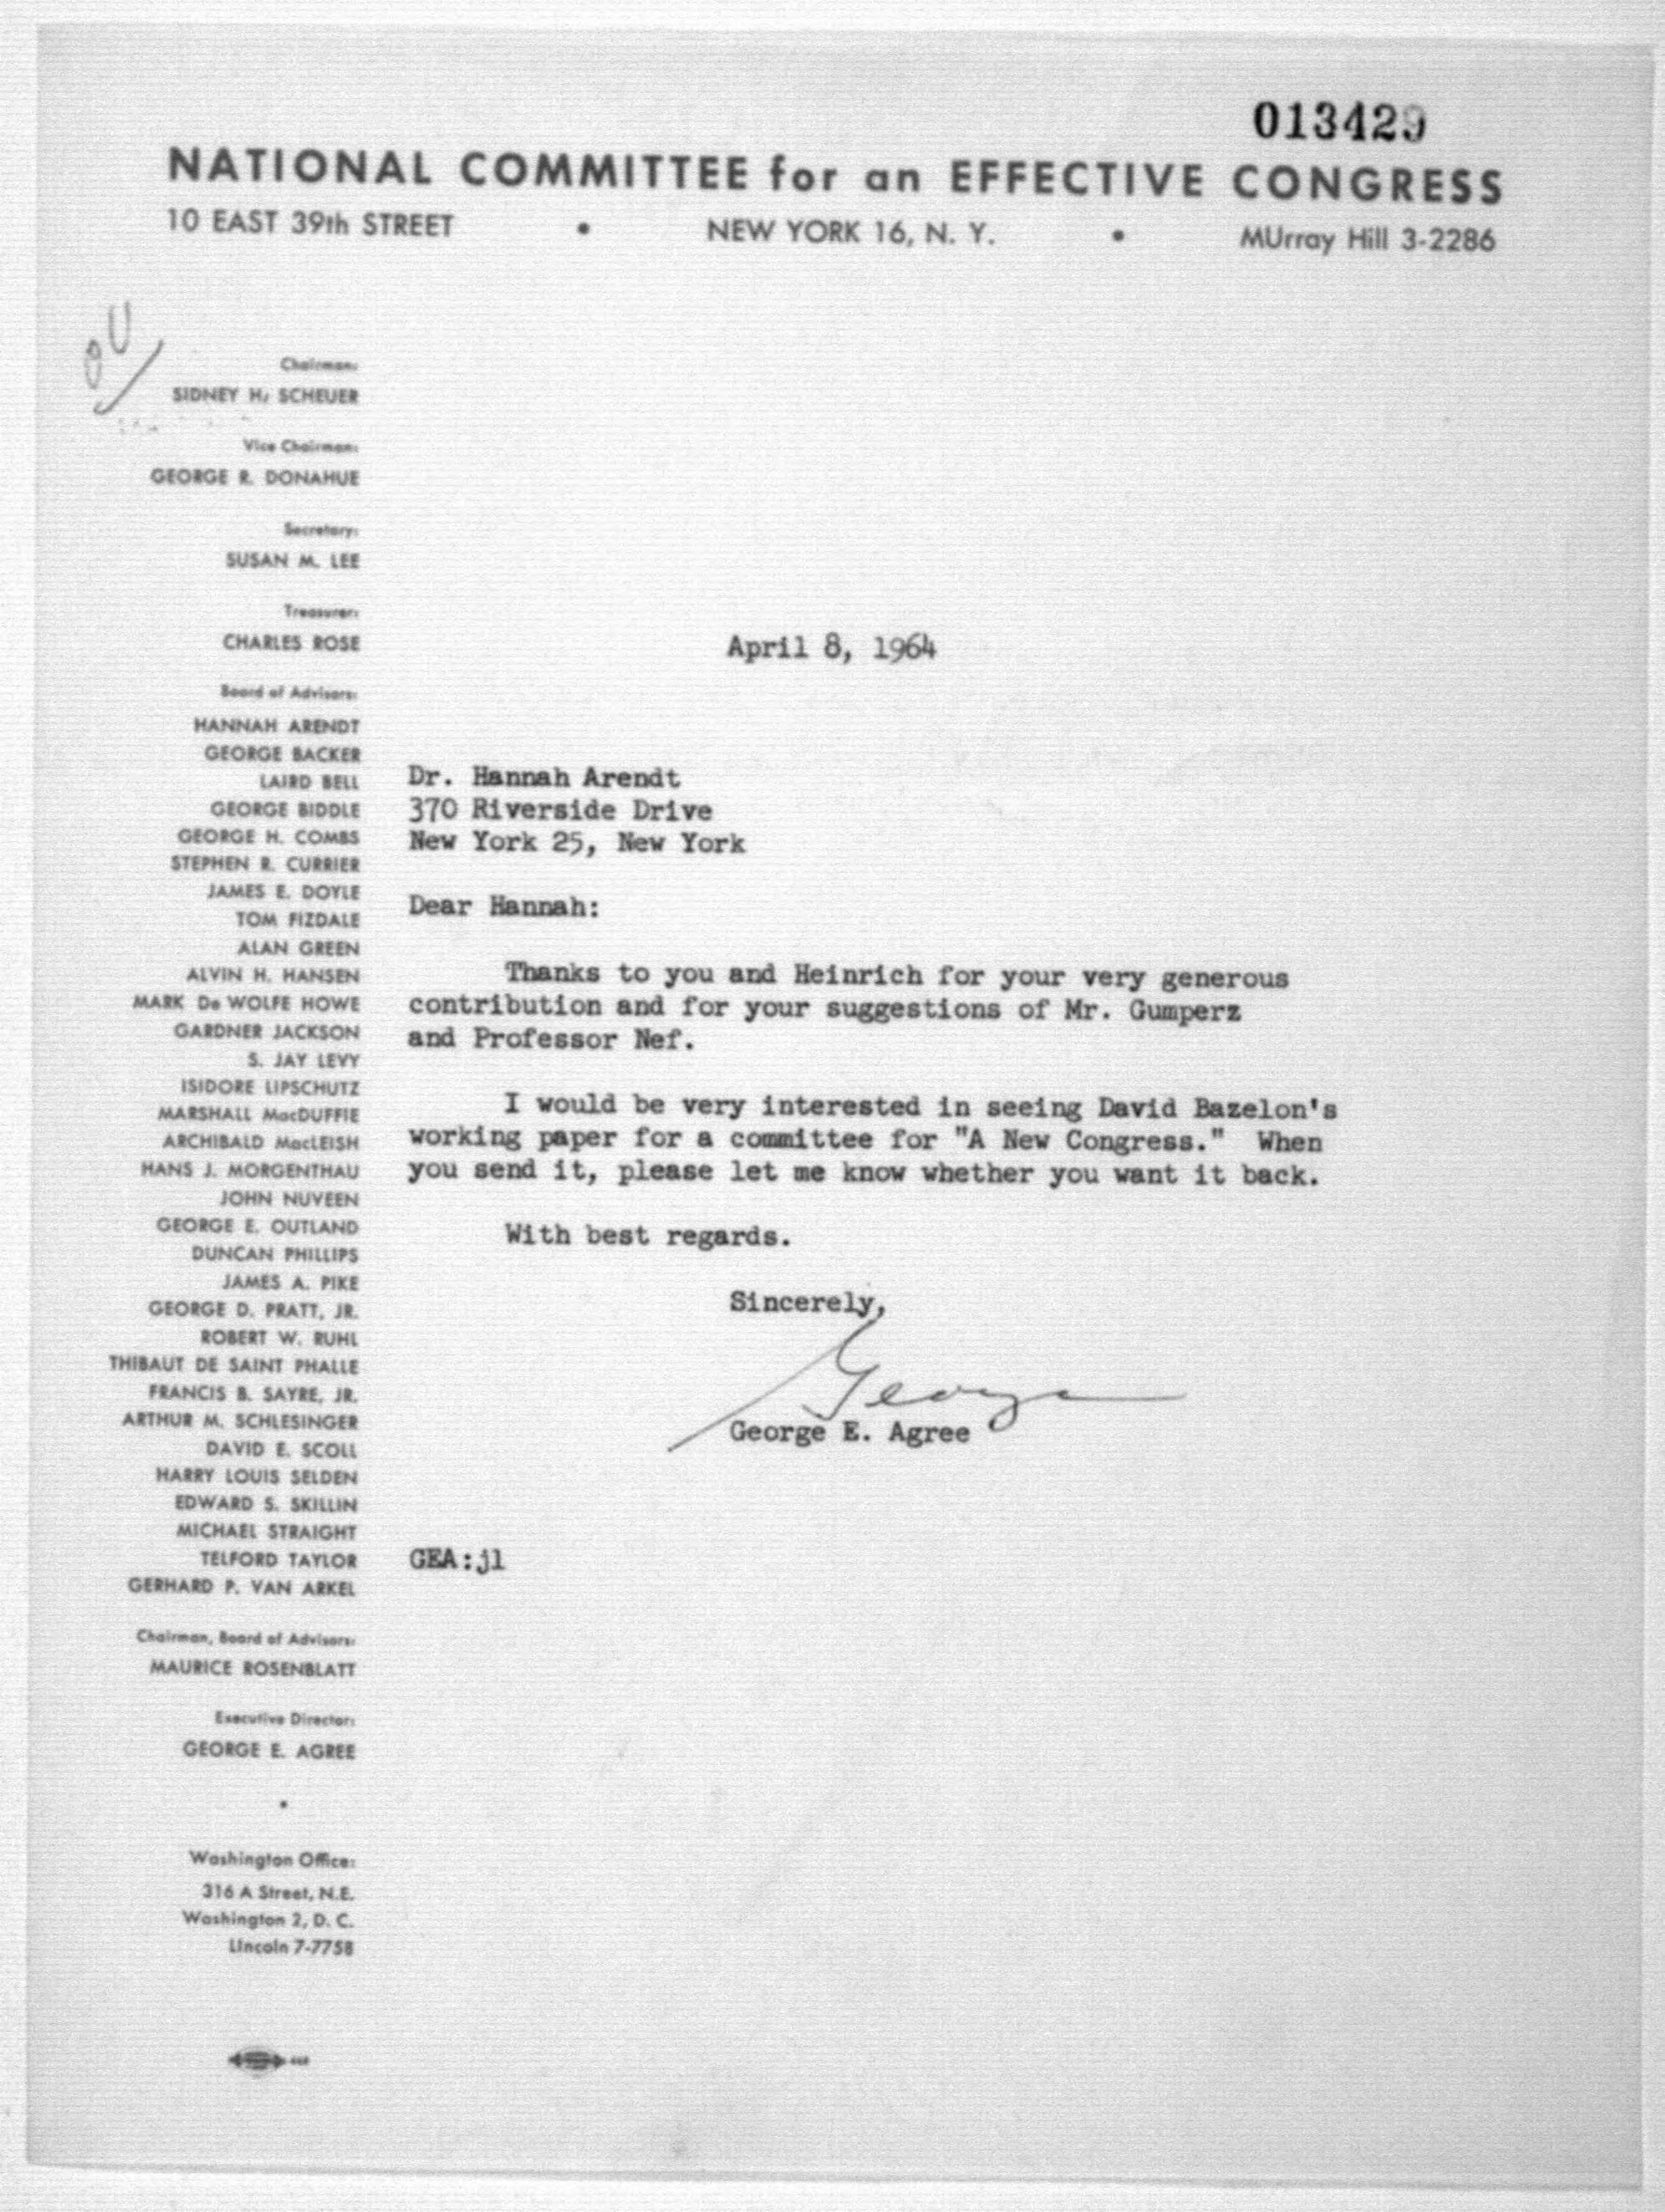 013429
NATIONAL COMMITTEE for an EFFECTIVE CONGRESS
10 EAST 39th STREET • NEW YORK 16, N. Y. • MUrray Hill 3-2286
Chairman:
SIDNEY H. SCHEUER
Vice Chairman:
GEORGE R. DONAHUE
Secretary:
SUSAN M. LEE
Treasurer:
CHARLES ROSE
Board of Advisors:
HANNAH ARENDT
GEORGE BACKER
LAIRD BELL
GEORGE BIDDLE
GEORGE H. COMBS
STEPHEN R. CURRIER
JAMES E. DOYLE
TOM FIZDALE
ALAN GREEN
ALVIN H. HANSEN
MARK De WOLFE HOWE
GARDNER JACKSON
S. JAY LEVY
ISIDORE LIPSCHUTZ
MARSHALL MacDUFFIE
ARCHIBALD MacLEISH
HANS J. MORGENTHAU
JOHN NUVEEN
GEORGE E. OUTLAND
DUNCAN PHILLIPS
JAMES A. PIKE
GEORGE D. PRATT, JR.
ROBERT W. RUHL
THIBAUT DE SAINT PHALLE
FRANCIS B. SAYRE, JR.
ARTHUR M. SCHLESINGER
DAVID E. SCOLL
HARRY LOUIS SELDEN
EDWARD S. SKILLIN
MICHAEL STRAIGHT
TELFORD TAYLOR
GERHARD P. VAN ARKEL
Chairman, Board of Advisors:
MAURICE ROSENBLATT
Executive Director:
GEORGE E. AGREE
•
Washington Office:
316 A Street, N.E.
Washington 2, D. C.
LIncoln 7-7758
April 8, 1964
Dr. Hannah Arendt
370 Riverside Drive
New York 25, New York
Dear Hannah:
Thanks to you and Heinrich for your very generous
contribution and for your suggestions of Mr. Gumperz
and Professor Nef.
I would be very interested in seeing David Bazelon's
working paper for a committee for "A New Congress." When
you send it, please let me know whether you want it back.
With best regards.
Sincerely,
George
George E. Agree
GEA:jl